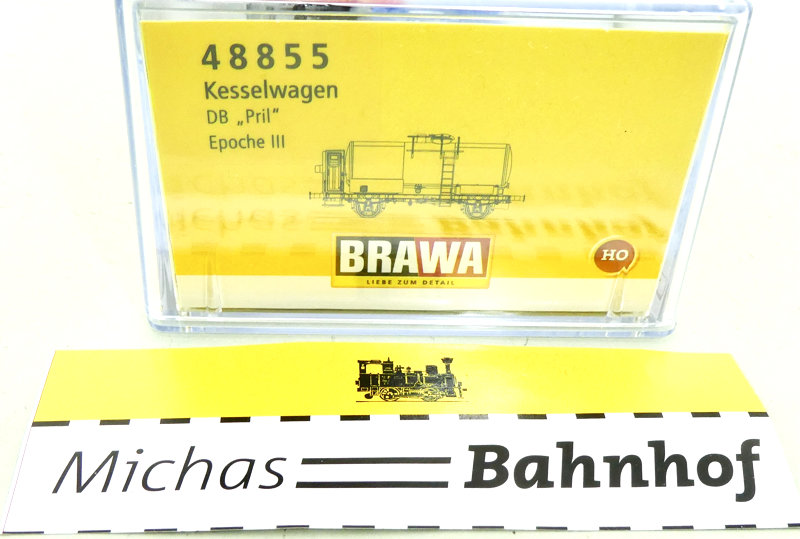 48855
Kesselwagen
DB „Pril"
Epoche III
BRAWA
LIEBE ZUM DETAIL
HO
Michas Bahnhof